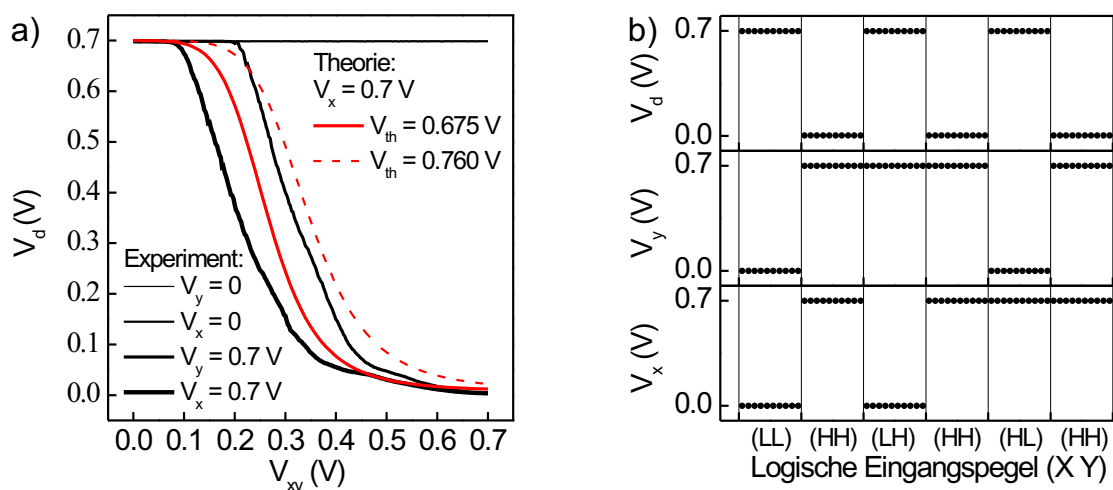 a)
0.7
0.6
0.5
0.4
0.3
0.2
0.1
0.0
V_d (V)
Theorie:
V_x = 0.7 V
V_th = 0.675 V
V_th = 0.760 V
Experiment:
V_y = 0
V_x = 0
V_y = 0.7 V
V_x = 0.7 V
0.0 0.1 0.2 0.3 0.4 0.5 0.6 0.7
V_xy (V)
b)
0.7
V_d (V)
0.0
0.7
V_y (V)
0.0
0.7
V_x (V)
0.0
(LL) (HH) (LH) (HH) (HL) (HH)
Logische Eingangspegel (X Y)